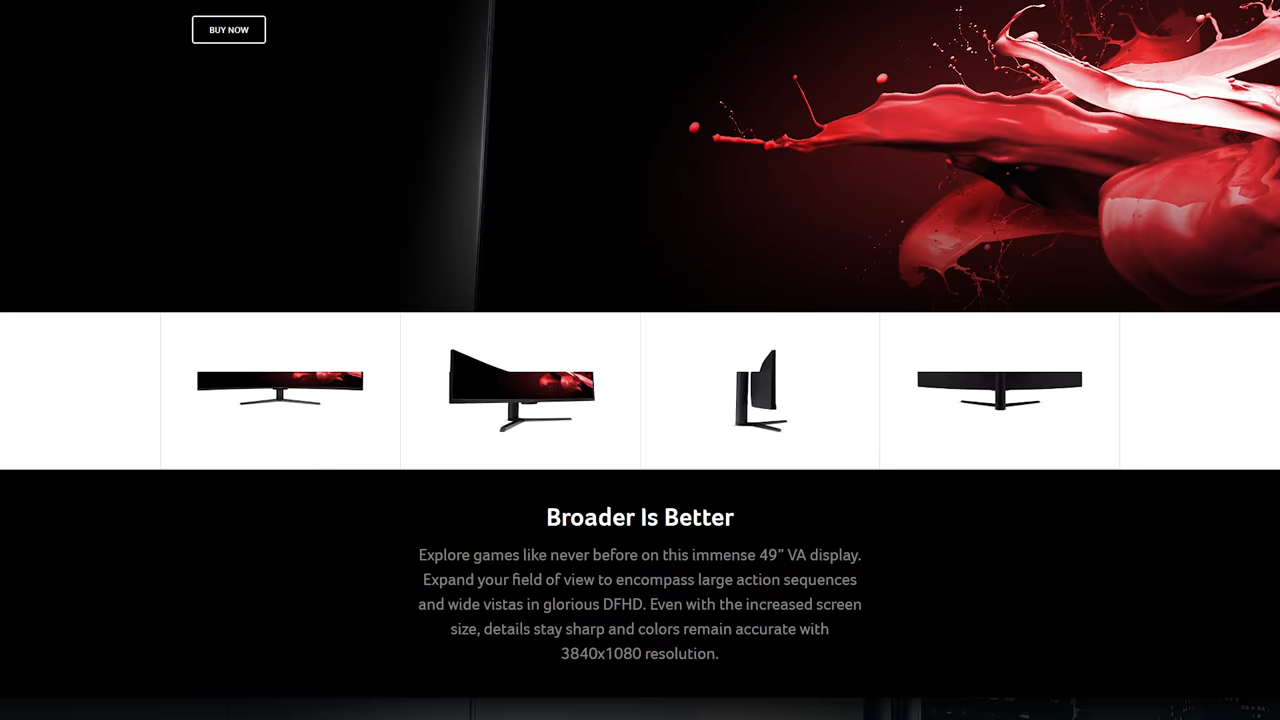 BUY NOW
Broader Is Better
Explore games like never before on this immense 49” VA display.
Expand your field of view to encompass large action sequences
and wide vistas in glorious DFHD. Even with the increased screen
size, details stay sharp and colors remain accurate with
3840x1080 resolution.